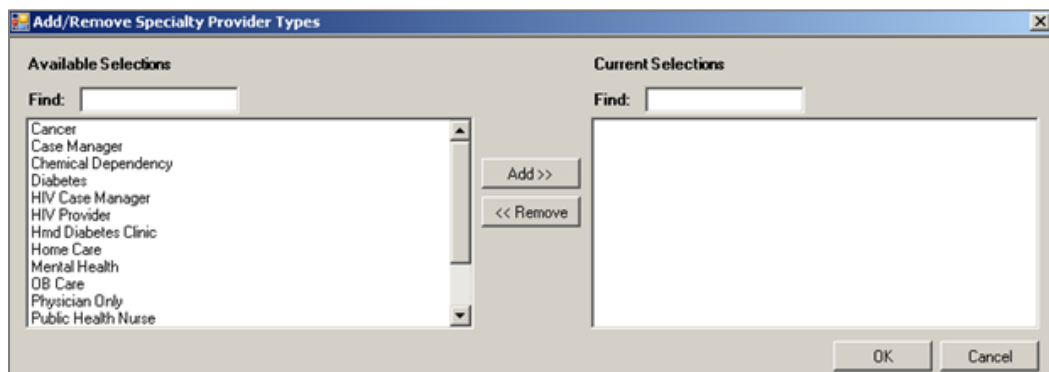 Add/Remove Specialty Provider Types
Available Selections
Find:
Cancer
Case Manager
Chemical Dependency
Diabetes
HIV Case Manager
HIV Provider
Hmd Diabetes Clinic
Home Care
Mental Health
OB Care
Physician Only
Public Health Nurse
Add >>
<< Remove
Current Selections
Find:
OK
Cancel